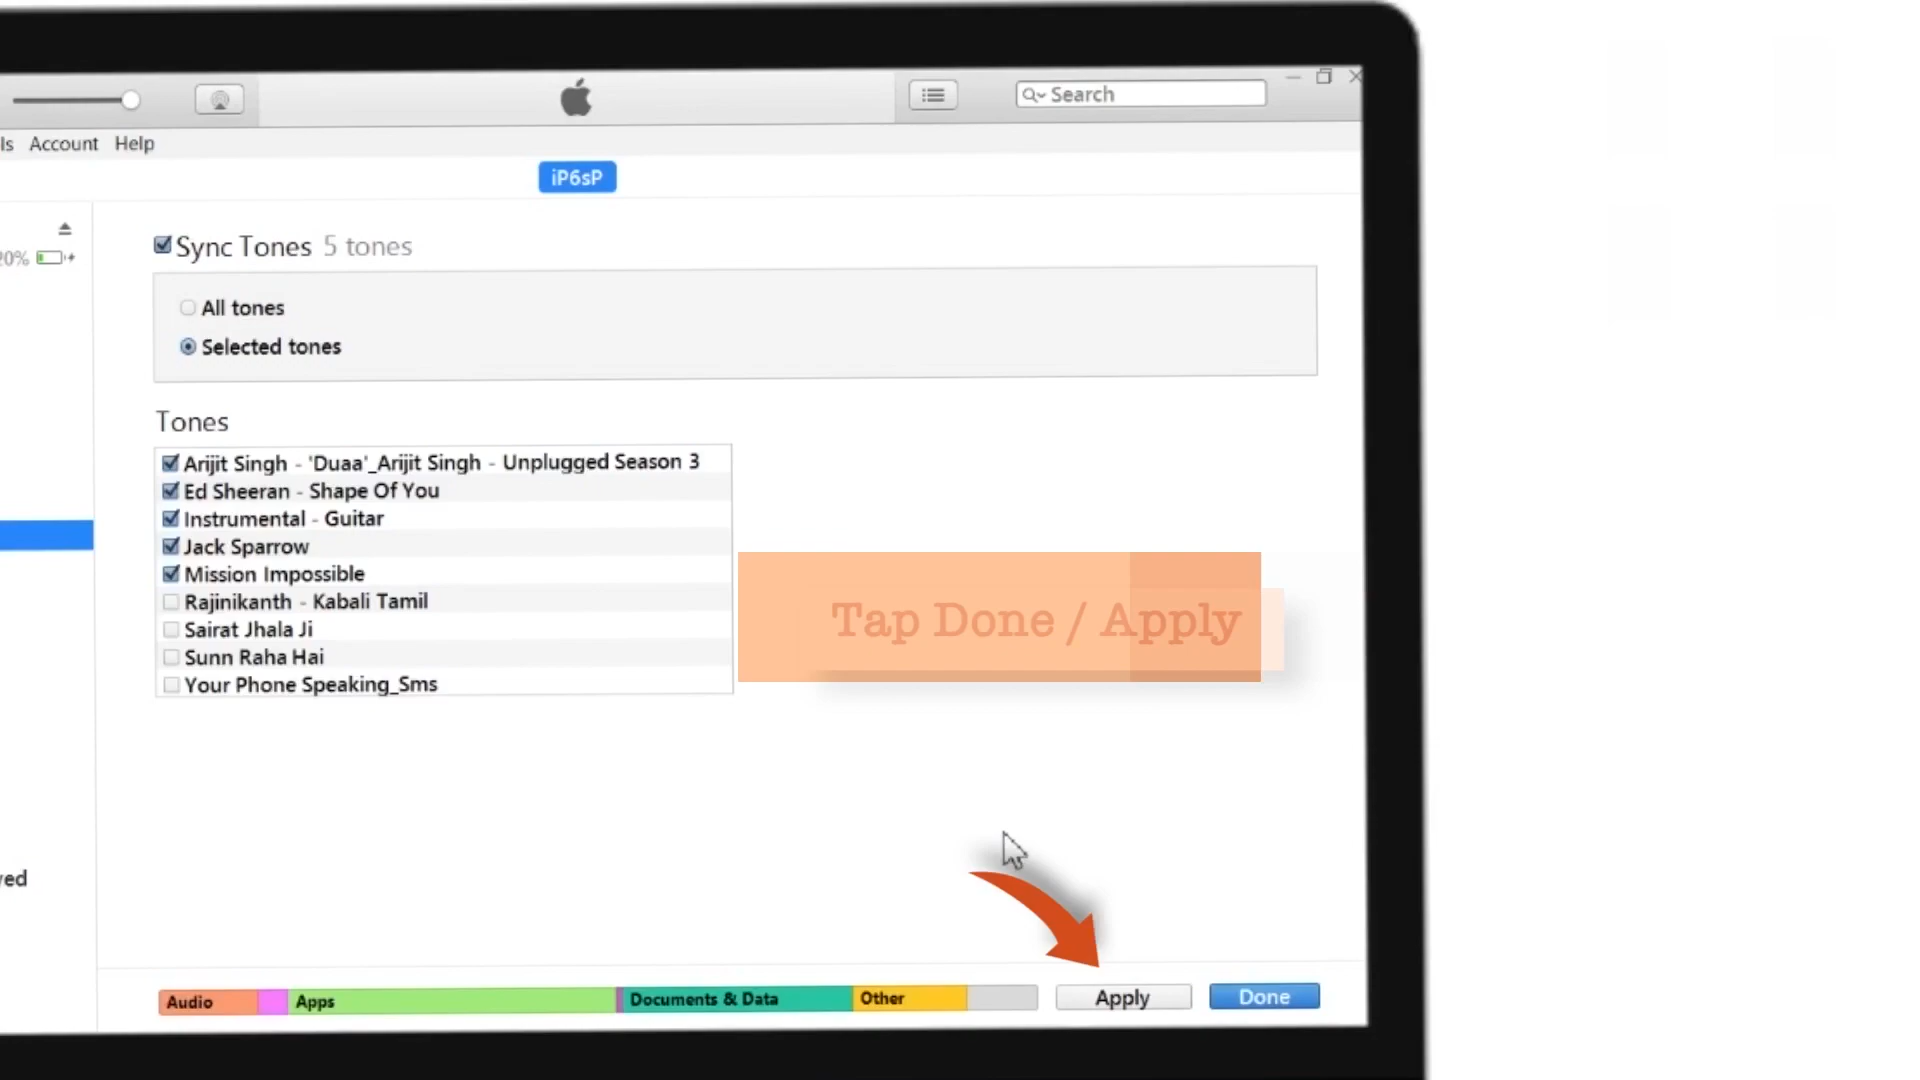 Search
ls Account Help
iP6sP
Sync Tones 5 tones
20%
All tones
Selected tones
Tones
Arijit Singh - 'Duaa'_Arijit Singh - Unplugged Season 3
Ed Sheeran - Shape Of You
Instrumental - Guitar
Jack Sparrow
Mission Impossible
Rajinikanth - Kabali Tamil
Sairat Jhala Ji
Sunn Raha Hai
Your Phone Speaking_Sms
Tap Done / Apply
red
Audio Apps Documents & Data Other Apply Done